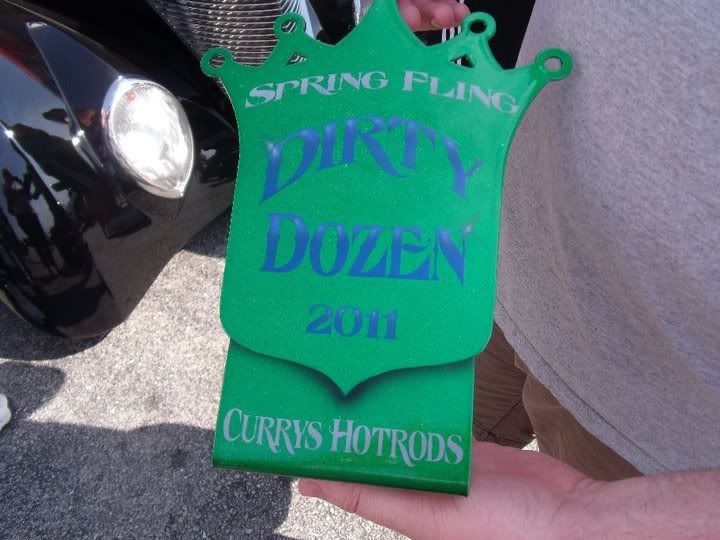 SPRING FLING
DIRTY
DOZEN
2011
CURRYS HOTRODS